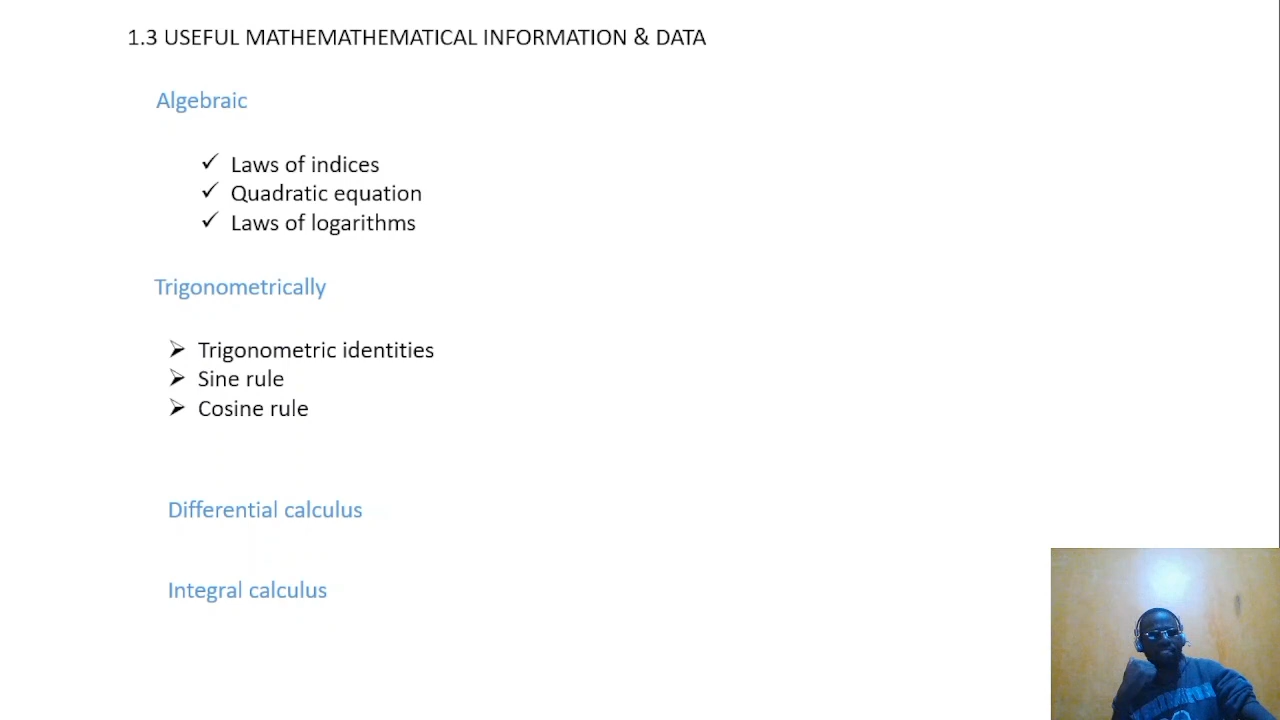 1.3 USEFUL MATHEMATHEMATICAL INFORMATION & DATA
Algebraic
✓ Laws of indices
✓ Quadratic equation
✓ Laws of logarithms
Trigonometrically
➢ Trigonometric identities
➢ Sine rule
➢ Cosine rule
Differential calculus
Integral calculus